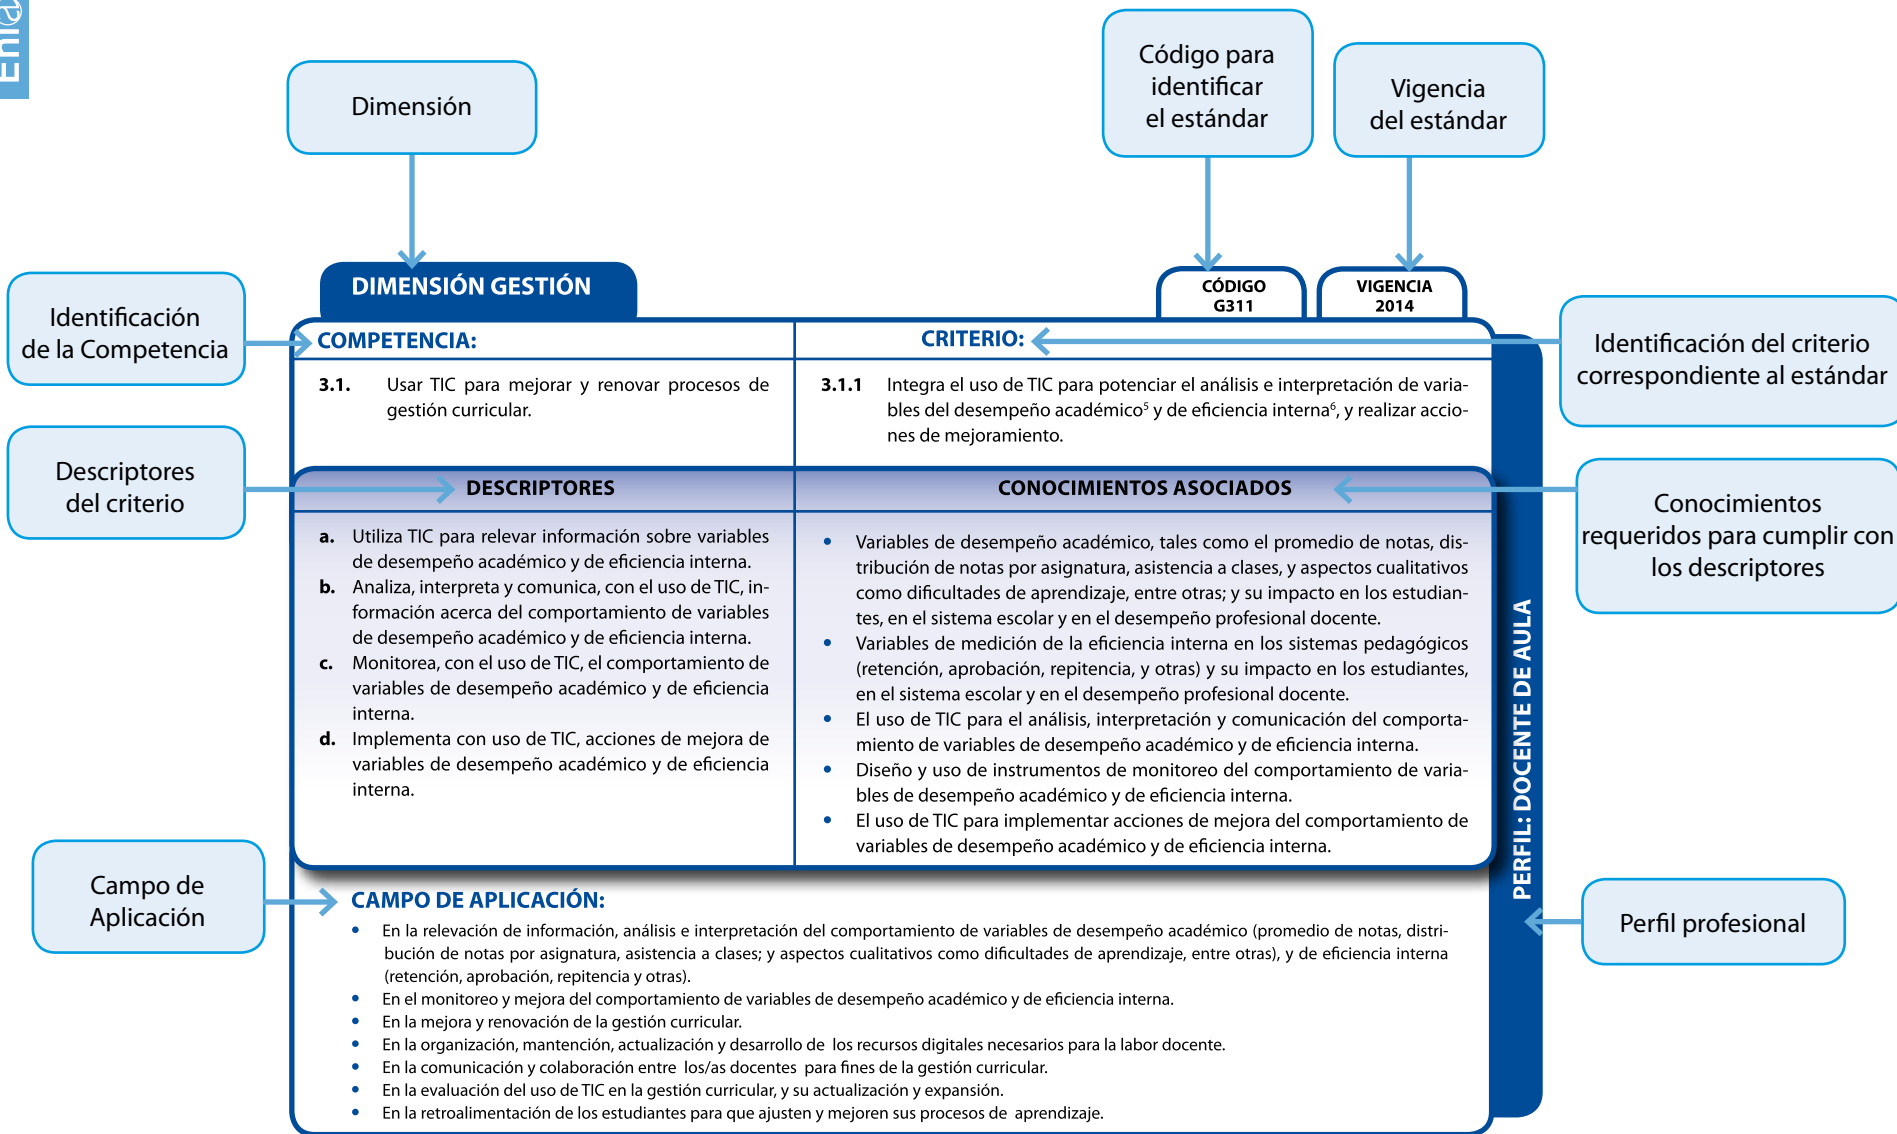 Enl@
Código para
identificar
el estándar
Dimensión
Vigencia
del estándar
DIMENSIÓN GESTIÓN
CÓDIGO
G311
VIGENCIA
2014
Identificación
de la Competencia
COMPETENCIA:
CRITERIO:
Identificación del criterio
correspondiente al estándar
3.1. Usar TIC para mejorar y renovar procesos de
gestión curricular.
3.1.1 Integra el uso de TIC para potenciar el análisis e interpretación de varia-
bles del desempeño académico⁵ y de eficiencia interna⁶, y realizar accio-
nes de mejoramiento.
Descriptores
del criterio
DESCRIPTORES
CONOCIMIENTOS ASOCIADOS
Conocimientos
requeridos para cumplir con
los descriptores
a. Utiliza TIC para relevar información sobre variables
de desempeño académico y de eficiencia interna.
b. Analiza, interpreta y comunica, con el uso de TIC, in-
formación acerca del comportamiento de variables
de desempeño académico y de eficiencia interna.
c. Monitorea, con el uso de TIC, el comportamiento de
variables de desempeño académico y de eficiencia
interna.
d. Implementa con uso de TIC, acciones de mejora de
variables de desempeño académico y de eficiencia
interna.
• Variables de desempeño académico, tales como el promedio de notas, dis-
tribución de notas por asignatura, asistencia a clases, y aspectos cualitativos
como dificultades de aprendizaje, entre otras; y su impacto en los estudian-
tes, en el sistema escolar y en el desempeño profesional docente.
• Variables de medición de la eficiencia interna en los sistemas pedagógicos
(retención, aprobación, repitencia, y otras) y su impacto en los estudiantes,
en el sistema escolar y en el desempeño profesional docente.
• El uso de TIC para el análisis, interpretación y comunicación del comporta-
miento de variables de desempeño académico y de eficiencia interna.
• Diseño y uso de instrumentos de monitoreo del comportamiento de varia-
bles de desempeño académico y de eficiencia interna.
• El uso de TIC para implementar acciones de mejora del comportamiento de
variables de desempeño académico y de eficiencia interna.
PERFIL: DOCENTE DE AULA
Perfil profesional
Campo de
Aplicación
CAMPO DE APLICACIÓN:
• En la relevación de información, análisis e interpretación del comportamiento de variables de desempeño académico (promedio de notas, distri-
bución de notas por asignatura, asistencia a clases; y aspectos cualitativos como dificultades de aprendizaje, entre otras), y de eficiencia interna
(retención, aprobación, repitencia y otras).
• En el monitoreo y mejora del comportamiento de variables de desempeño académico y de eficiencia interna.
• En la mejora y renovación de la gestión curricular.
• En la organización, mantención, actualización y desarrollo de los recursos digitales necesarios para la labor docente.
• En la comunicación y colaboración entre los/as docentes para fines de la gestión curricular.
• En la evaluación del uso de TIC en la gestión curricular, y su actualización y expansión.
• En la retroalimentación de los estudiantes para que ajusten y mejoren sus procesos de aprendizaje.